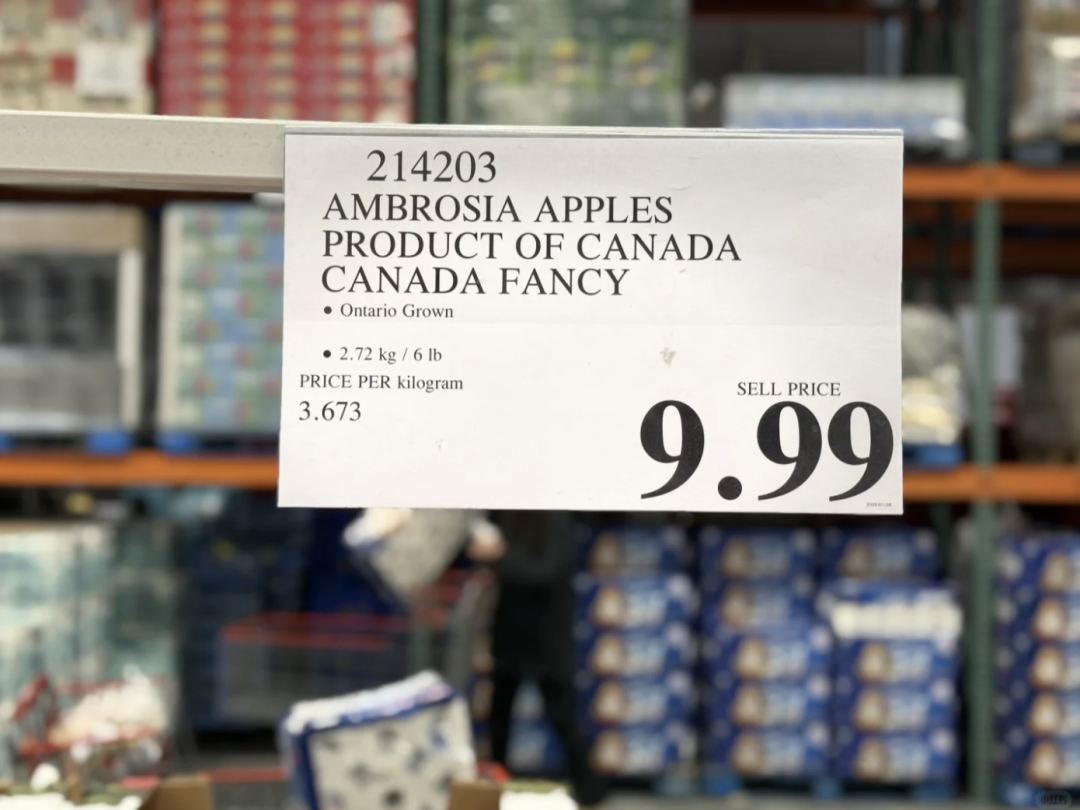 214203
AMBROSIA APPLES
PRODUCT OF CANADA
CANADA FANCY
• Ontario Grown
• 2.72 kg / 6 lb
PRICE PER kilogram
3.673
SELL PRICE
9.99